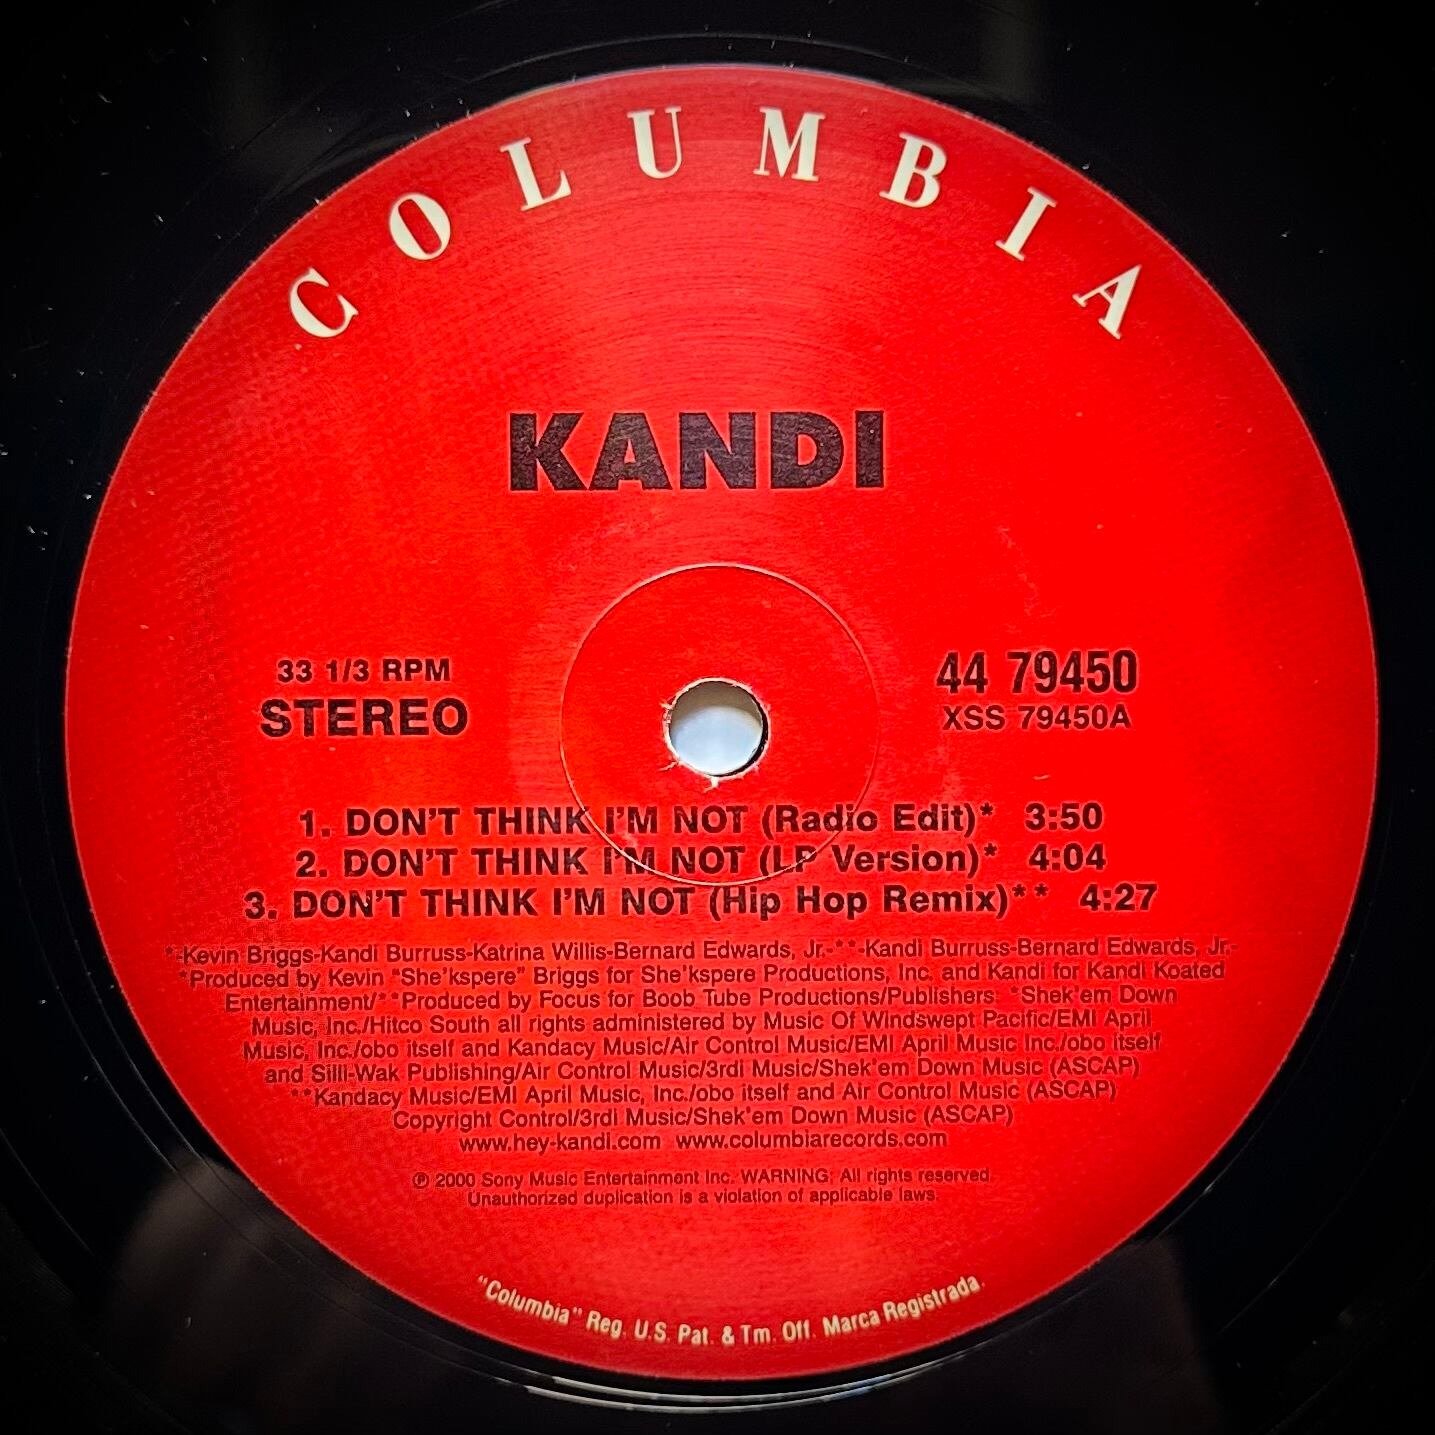 COLUMBIA
KANDI
33 1/3 RPM
STEREO
44 79450
XSS 79450A
1. DON'T THINK I'M NOT (Radio Edit)* 3:50
2. DON'T THINK I'M NOT (LP Version)* 4:04
3. DON'T THINK I'M NOT (Hip Hop Remix)** 4:27
*-Kevin Briggs-Kandi Burruss-Katrina Willis-Bernard Edwards, Jr.-**-Kandi Burruss-Bernard Edwards, Jr.-
*Produced by Kevin "She'kspere" Briggs for She'kspere Productions, Inc. and Kandi for Kandi Koated
Entertainment/**Produced by Focus for Boob Tube Productions/Publishers: *Shek'em Down
Music, Inc./Hitco South all rights administered by Music Of Windswept Pacific/EMI April
Music, Inc./obo itself and Kandacy Music/Air Control Music/EMI April Music Inc./obo itself
and Silli-Wak Publishing/Air Control Music/3rdi Music/Shek'em Down Music (ASCAP)
**Kandacy Music/EMI April Music, Inc./obo itself and Air Control Music (ASCAP)
Copyright Control/3rdi Music/Shek'em Down Music (ASCAP)
www.hey-kandi.com www.columbiarecords.com
℗ 2000 Sony Music Entertainment Inc. WARNING: All rights reserved.
Unauthorized duplication is a violation of applicable laws.
"Columbia" Reg. U.S. Pat. & Tm. Off. Marca Registrada.